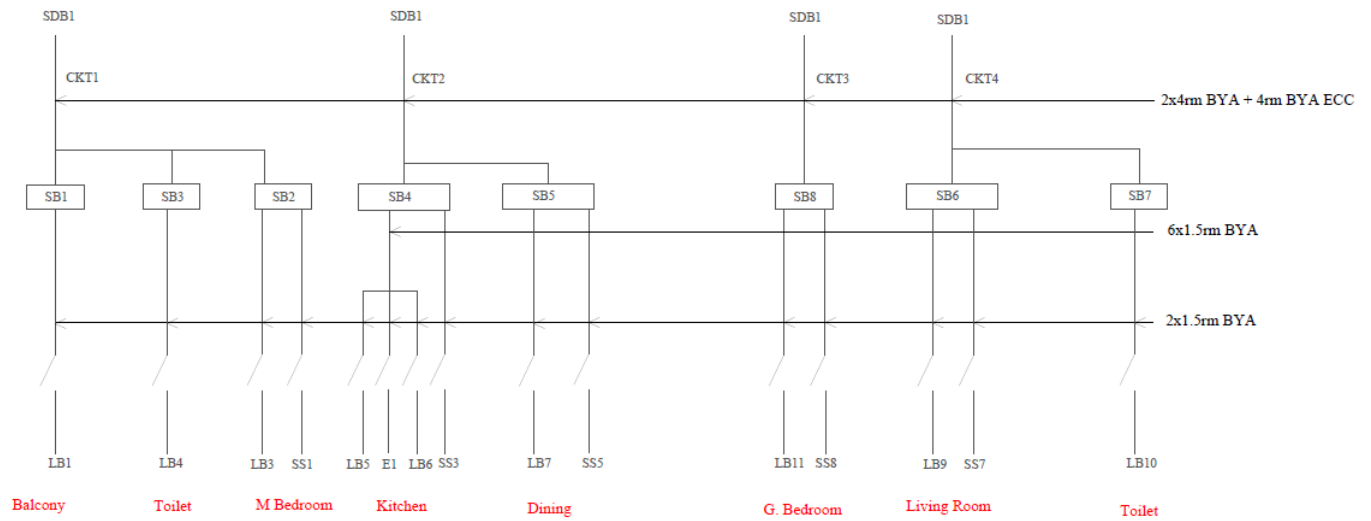 SDB1
SDB1
SDB1
SDB1
CKT1
CKT2
CKT3
CKT4
2x4rm BYA + 4rm BYA ECC
SB1
SB3
SB2
SB4
SB5
SB8
SB6
SB7
6x1.5rm BYA
2x1.5rm BYA
LB1
LB4
LB3
SS1
LB5
E1
LB6
SS3
LB7
SS5
LB11
SS8
LB9
SS7
LB10
Balcony
Toilet
M Bedroom
Kitchen
Dining
G. Bedroom
Living Room
Toilet